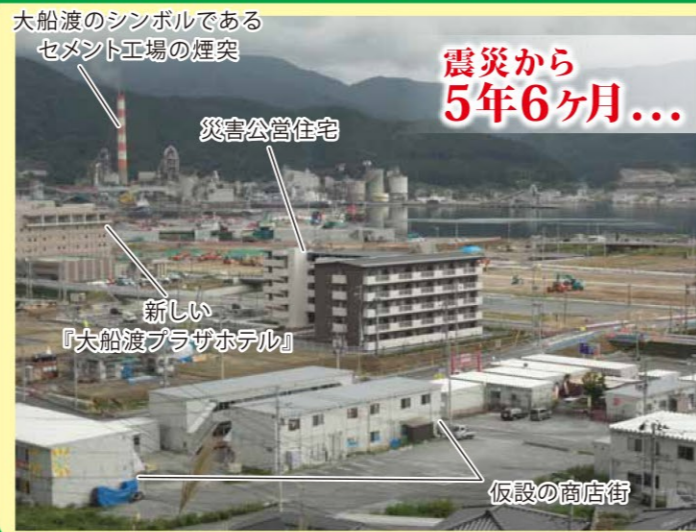 大船渡のシンボルである
セメント工場の煙突
震災から
5年6ヶ月...
災害公営住宅
新しい
『大船渡プラザホテル』
仮設の商店街